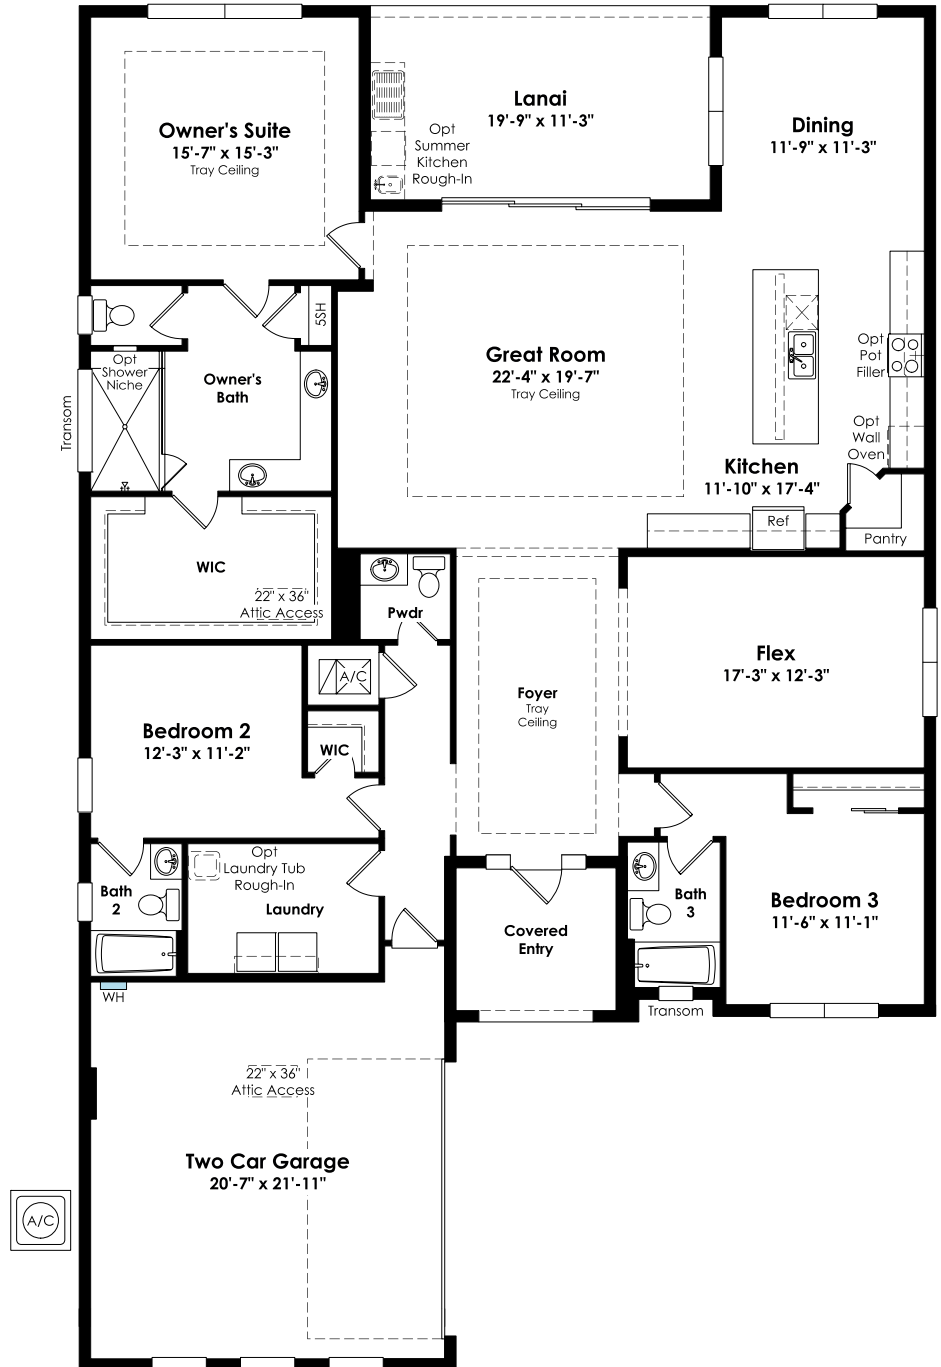 Owner's Suite
15'-7" x 15'-3"
Tray Ceiling
Lanai
19'-9" x 11'-3"
Opt
Summer
Kitchen
Rough-In
Dining
11'-9" x 11'-3"
5SH
Opt
Shower
Niche
Transom
Owner's
Bath
Great Room
22'-4" x 19'-7"
Tray Ceiling
Opt
Pot
Filler
Opt
Wall
Oven
Kitchen
11'-10" x 17'-4"
Ref
Pantry
WIC
22" x 36"
Attic Access
Pwdr
Flex
17'-3" x 12'-3"
A/C
Foyer
Tray
Ceiling
Bedroom 2
12'-3" x 11'-2"
WIC
Opt
Laundry Tub
Rough-In
Laundry
Bath
2
Covered
Entry
Bath
3
Bedroom 3
11'-6" x 11'-1"
WH
Transom
22" x 36"
Attic Access
Two Car Garage
20'-7" x 21'-11"
A/C